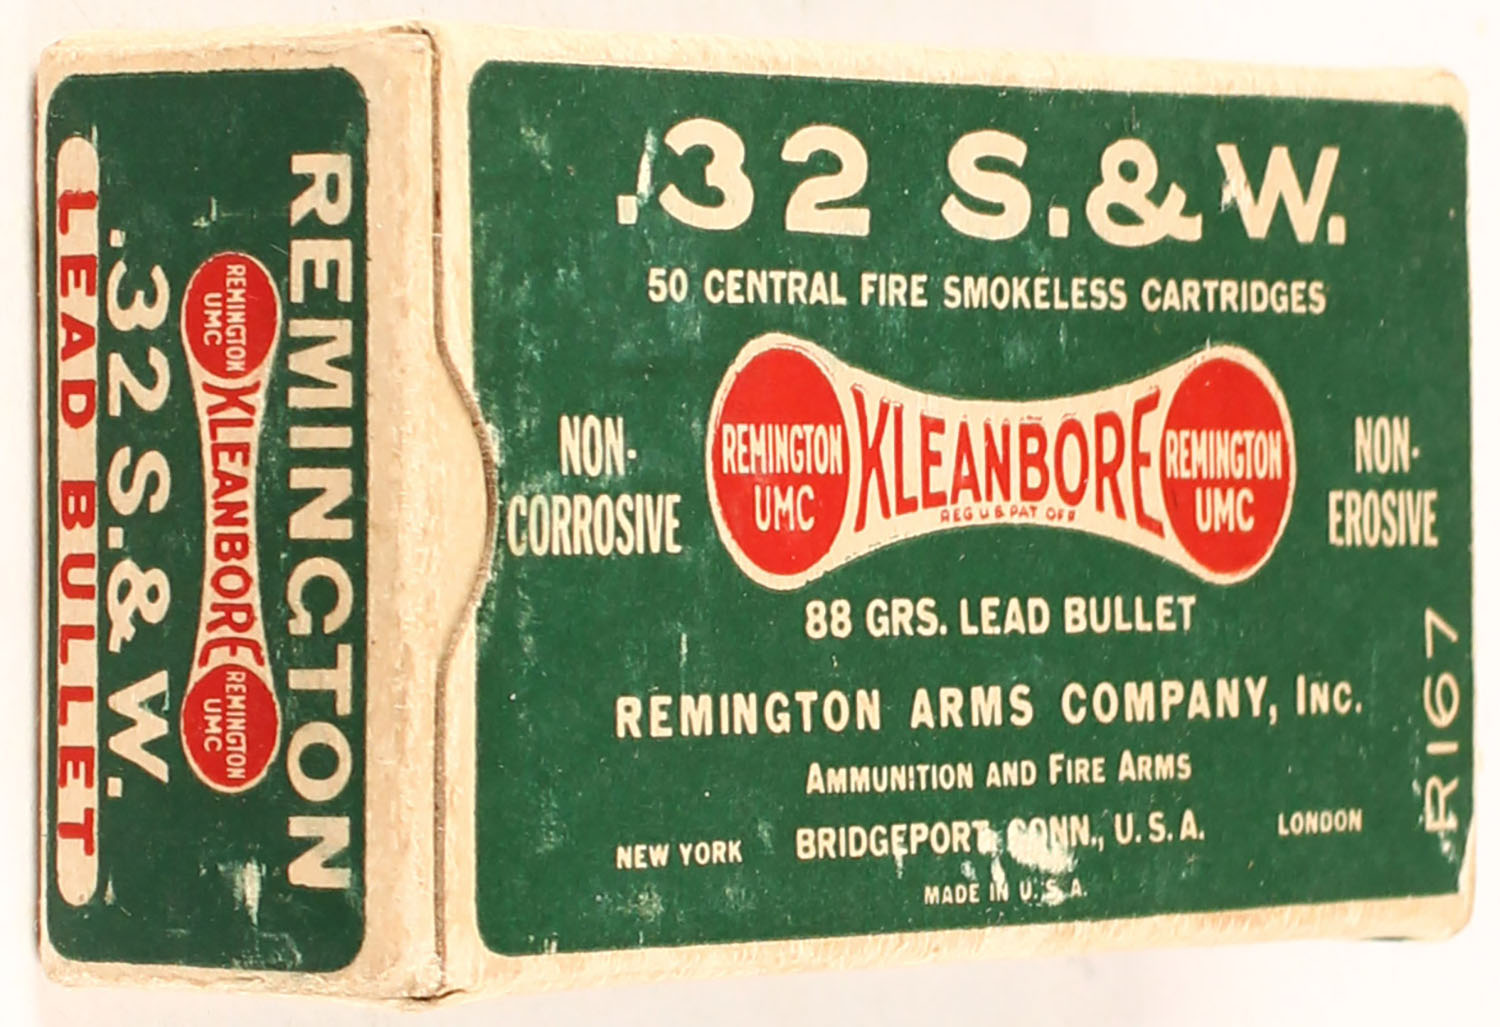 REMINGTON
REMINGTON
UMC
KLEANBORE
REMINGTON
UMC
.32 S.&W.
LEAD BULLET
.32 S.&W.
50 CENTRAL FIRE SMOKELESS CARTRIDGES
NON-
CORROSIVE
REMINGTON
UMC
KLEANBORE
REG U S PAT OFF
REMINGTON
UMC
NON-
EROSIVE
88 GRS. LEAD BULLET
REMINGTON ARMS COMPANY, INC.
AMMUNITION AND FIRE ARMS
NEW YORK BRIDGEPORT, CONN., U.S.A. LONDON
MADE IN U.S.A.
R167